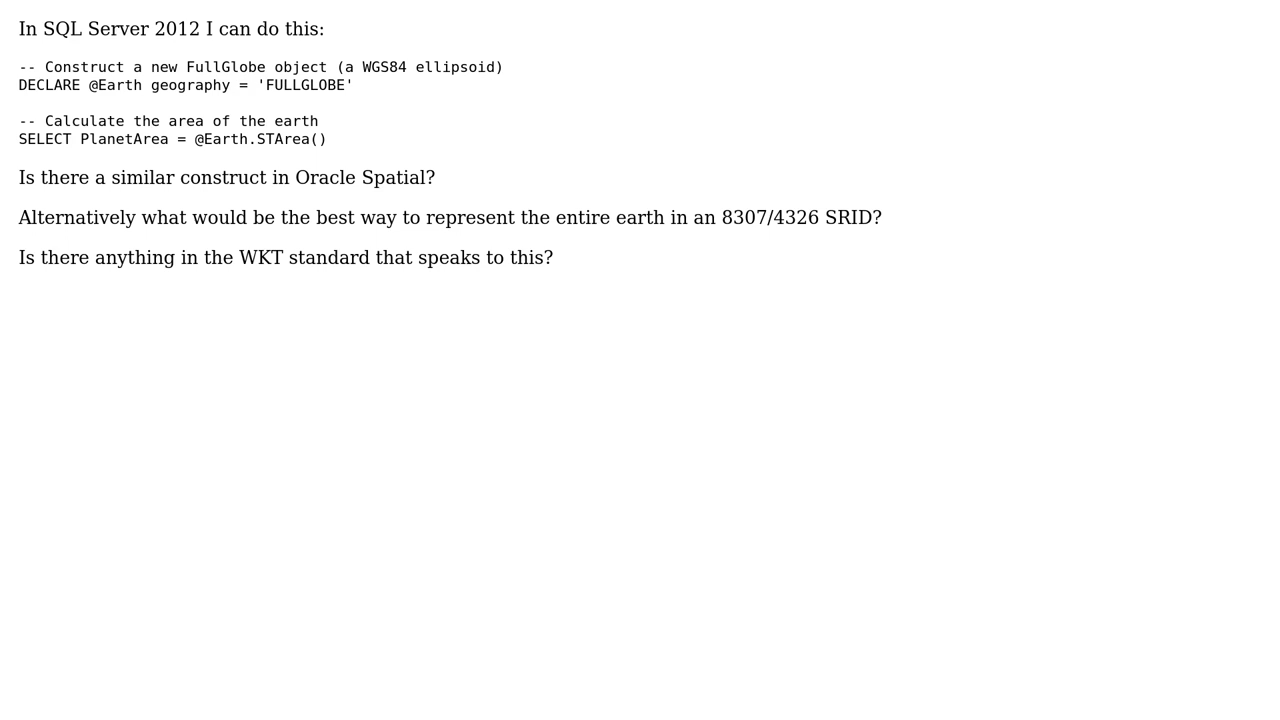 In SQL Server 2012 I can do this:
-- Construct a new FullGlobe object (a WGS84 ellipsoid)
DECLARE @Earth geography = 'FULLGLOBE'
-- Calculate the area of the earth
SELECT PlanetArea = @Earth.STArea()
Is there a similar construct in Oracle Spatial?
Alternatively what would be the best way to represent the entire earth in an 8307/4326 SRID?
Is there anything in the WKT standard that speaks to this?